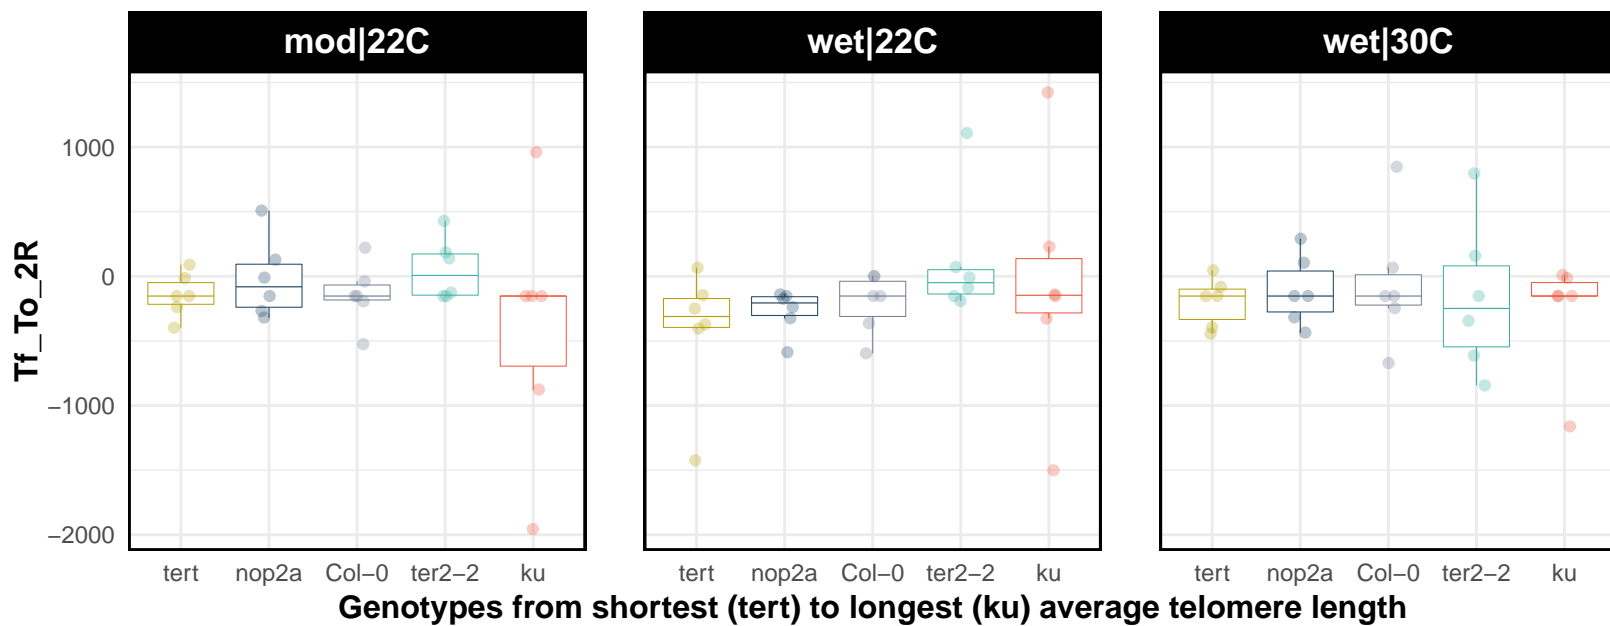 mod|22C wet|22C wet|30C
Tf_To_2R
1000
0
−1000
−2000
tert nop2a Col−0 ter2−2 ku tert nop2a Col−0 ter2−2 ku tert nop2a Col−0 ter2−2 ku
Genotypes from shortest (tert) to longest (ku) average telomere length